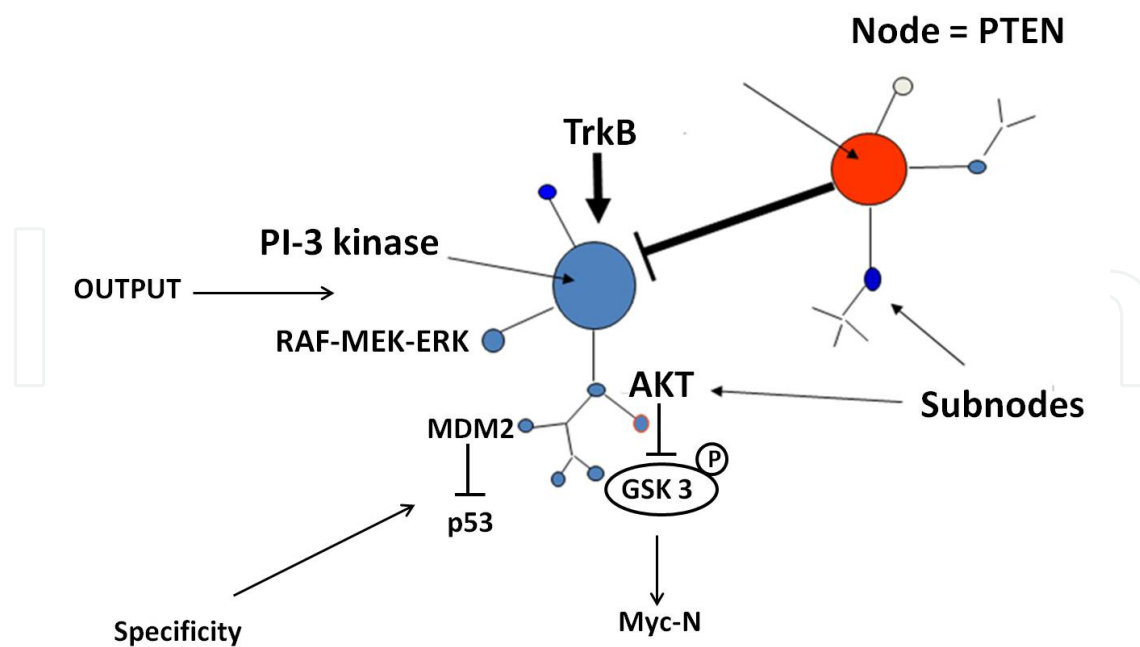 Node = PTEN
TrkB
PI-3 kinase
OUTPUT
RAF-MEK-ERK
AKT
Subnodes
MDM2
P
GSK 3
p53
Myc-N
Specificity